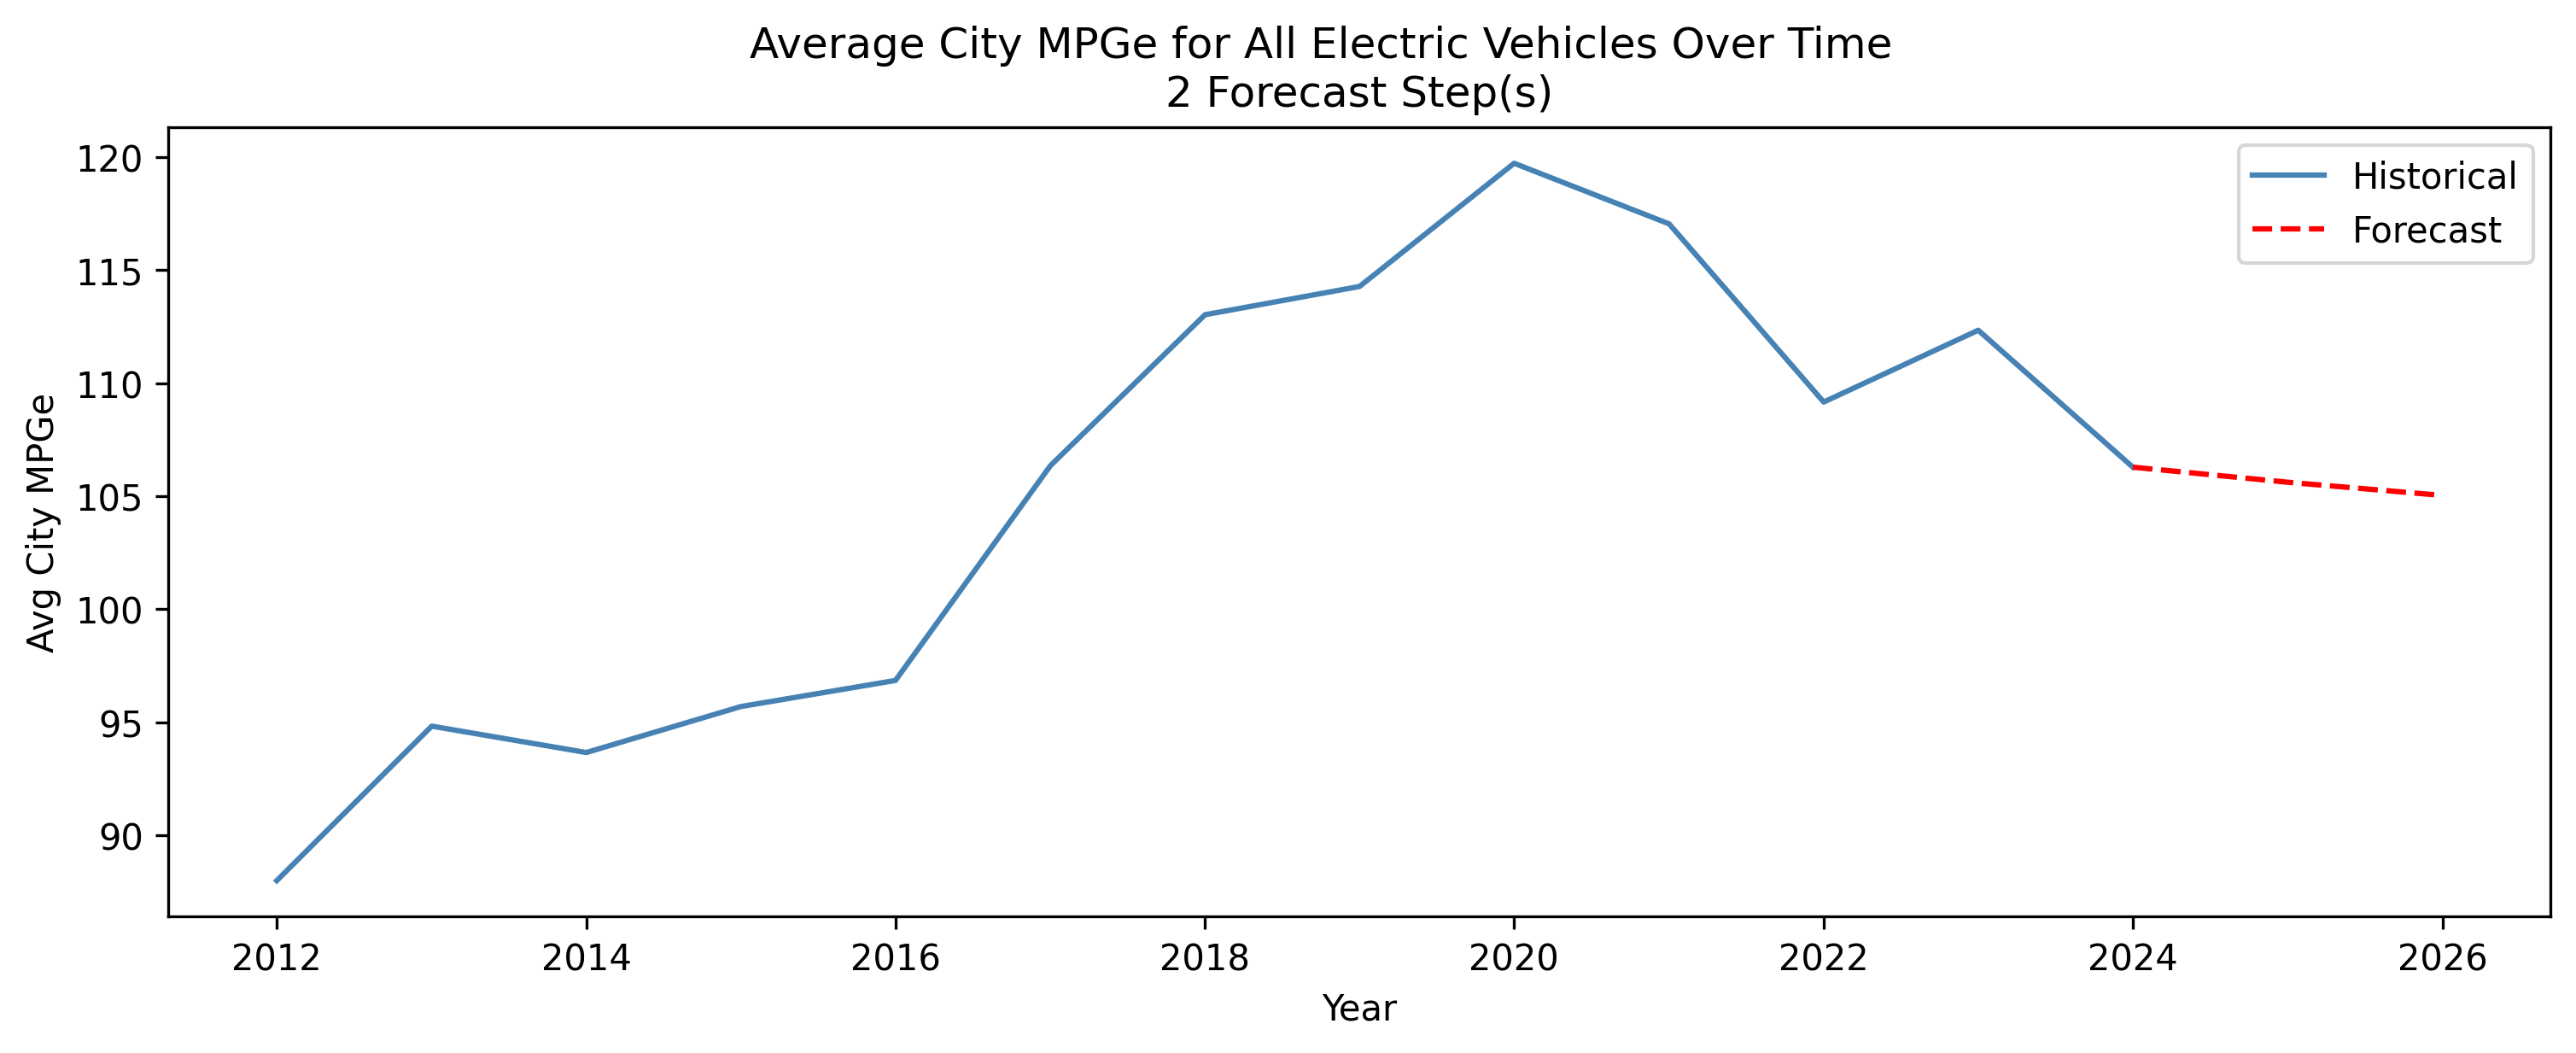 Average City MPGe for All Electric Vehicles Over Time
2 Forecast Step(s)
Historical
Forecast
Avg City MPGe
120
115
110
105
100
95
90
2012
2014
2016
2018
2020
2022
2024
2026
Year